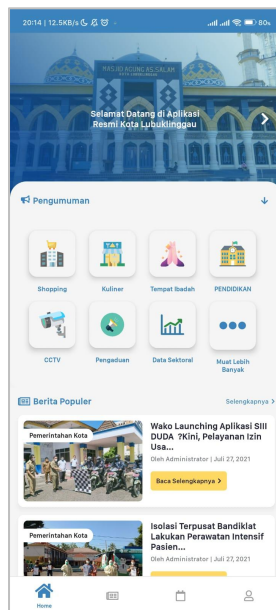 20:14 | 12.5KB/s
80%
MASJID AGUNG AS SALAM
KOTA LUBUKLINGGAU
Selamat Datang di Aplikasi
Resmi Kota Lubuklinggau
Pengumuman
Shopping
Kuliner
Tempat Ibadah
PENDIDIKAN
CCTV
Pengaduan
Data Sektoral
Muat Lebih
Banyak
Berita Populer
Selengkapnya
Pemerintahan Kota
Wako Launching Aplikasi SIII
DUDA ?Kini, Pelayanan Izin
Usa...
Oleh Administrator | Juli 27, 2021
Baca Selengkapnya
Pemerintahan Kota
Isolasi Terpusat Bandiklat
Lakukan Perawatan Intensif
Pasien...
Oleh Administrator | Juli 27, 2021
Home